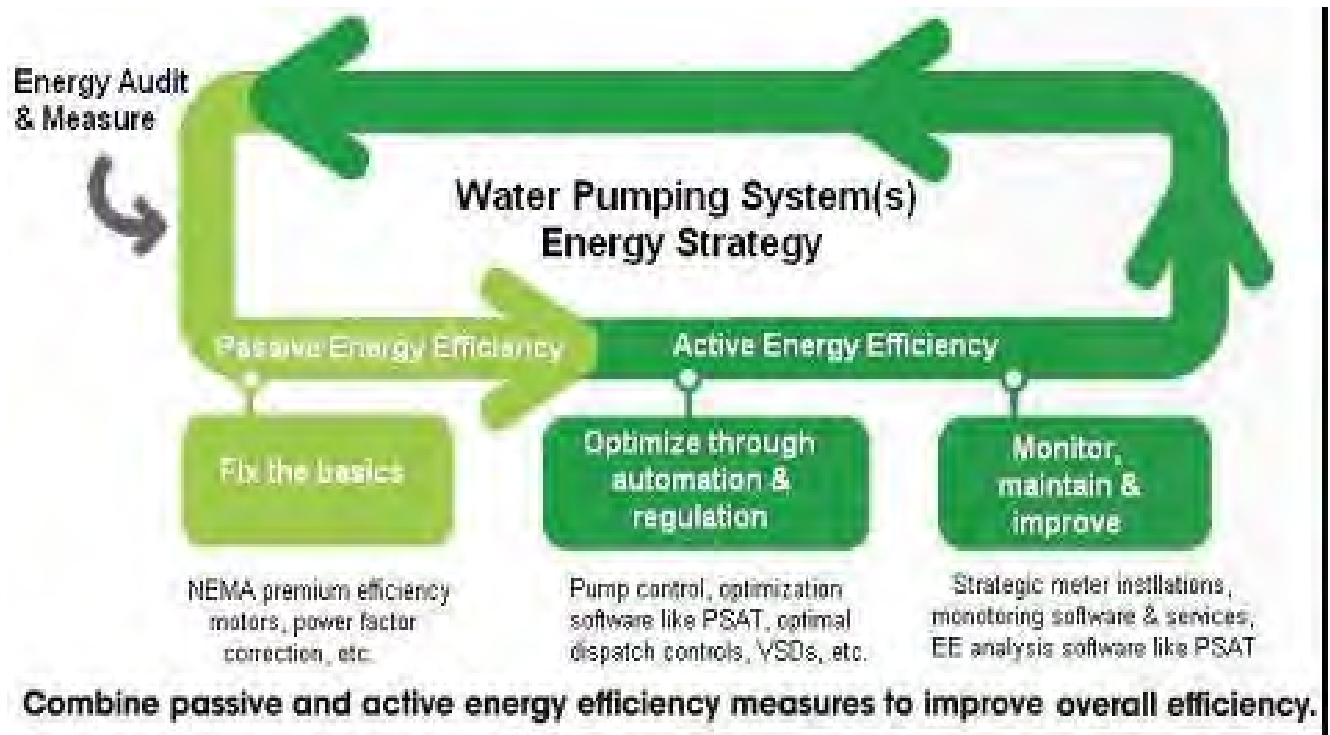 Energy Audit
& Measure
Water Pumping System(s)
Energy Strategy
Passive Energy Efficiency
Active Energy Efficiency
Fix the basics
Optimize through
automation &
regulation
Monitor,
maintain &
improve
NEMA premium efficiency
motors, power factor
correction, etc.
Pump control, optimization
software like PSAT, optimal
dispatch controls, VSDs, etc.
Strategic meter instllations,
monotoring software & services,
EE analysis software like PSAT
Combine passive and active energy efficiency measures to improve overall efficiency.